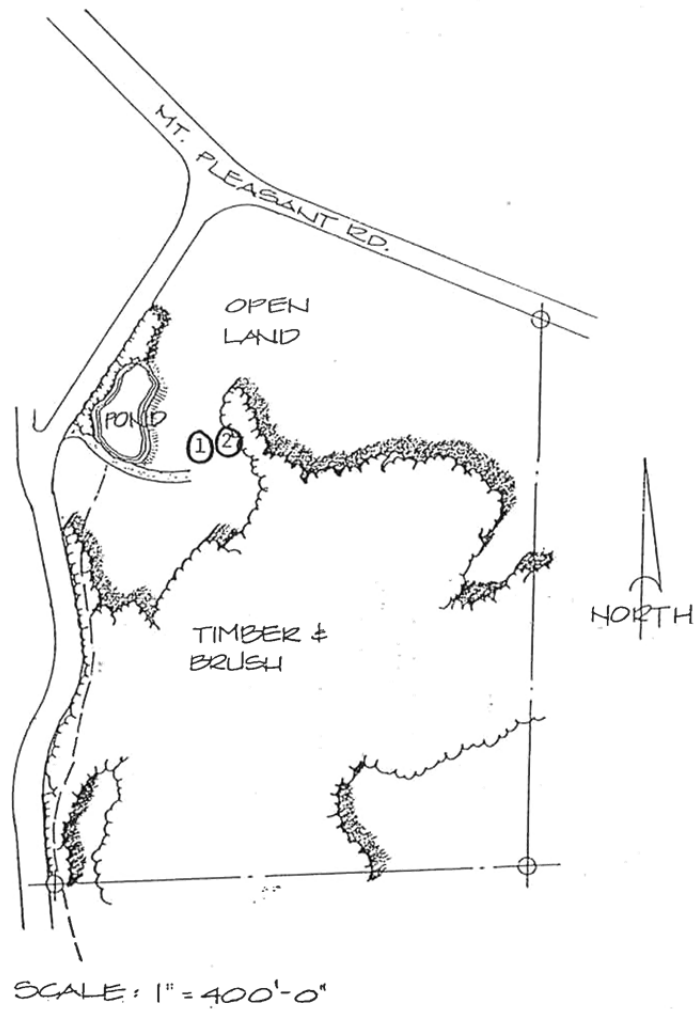 MT. PLEASANT RD.
OPEN
LAND
POND
1 2
NORTH
TIMBER &
BRUSH
SCALE: 1" = 400'-0"